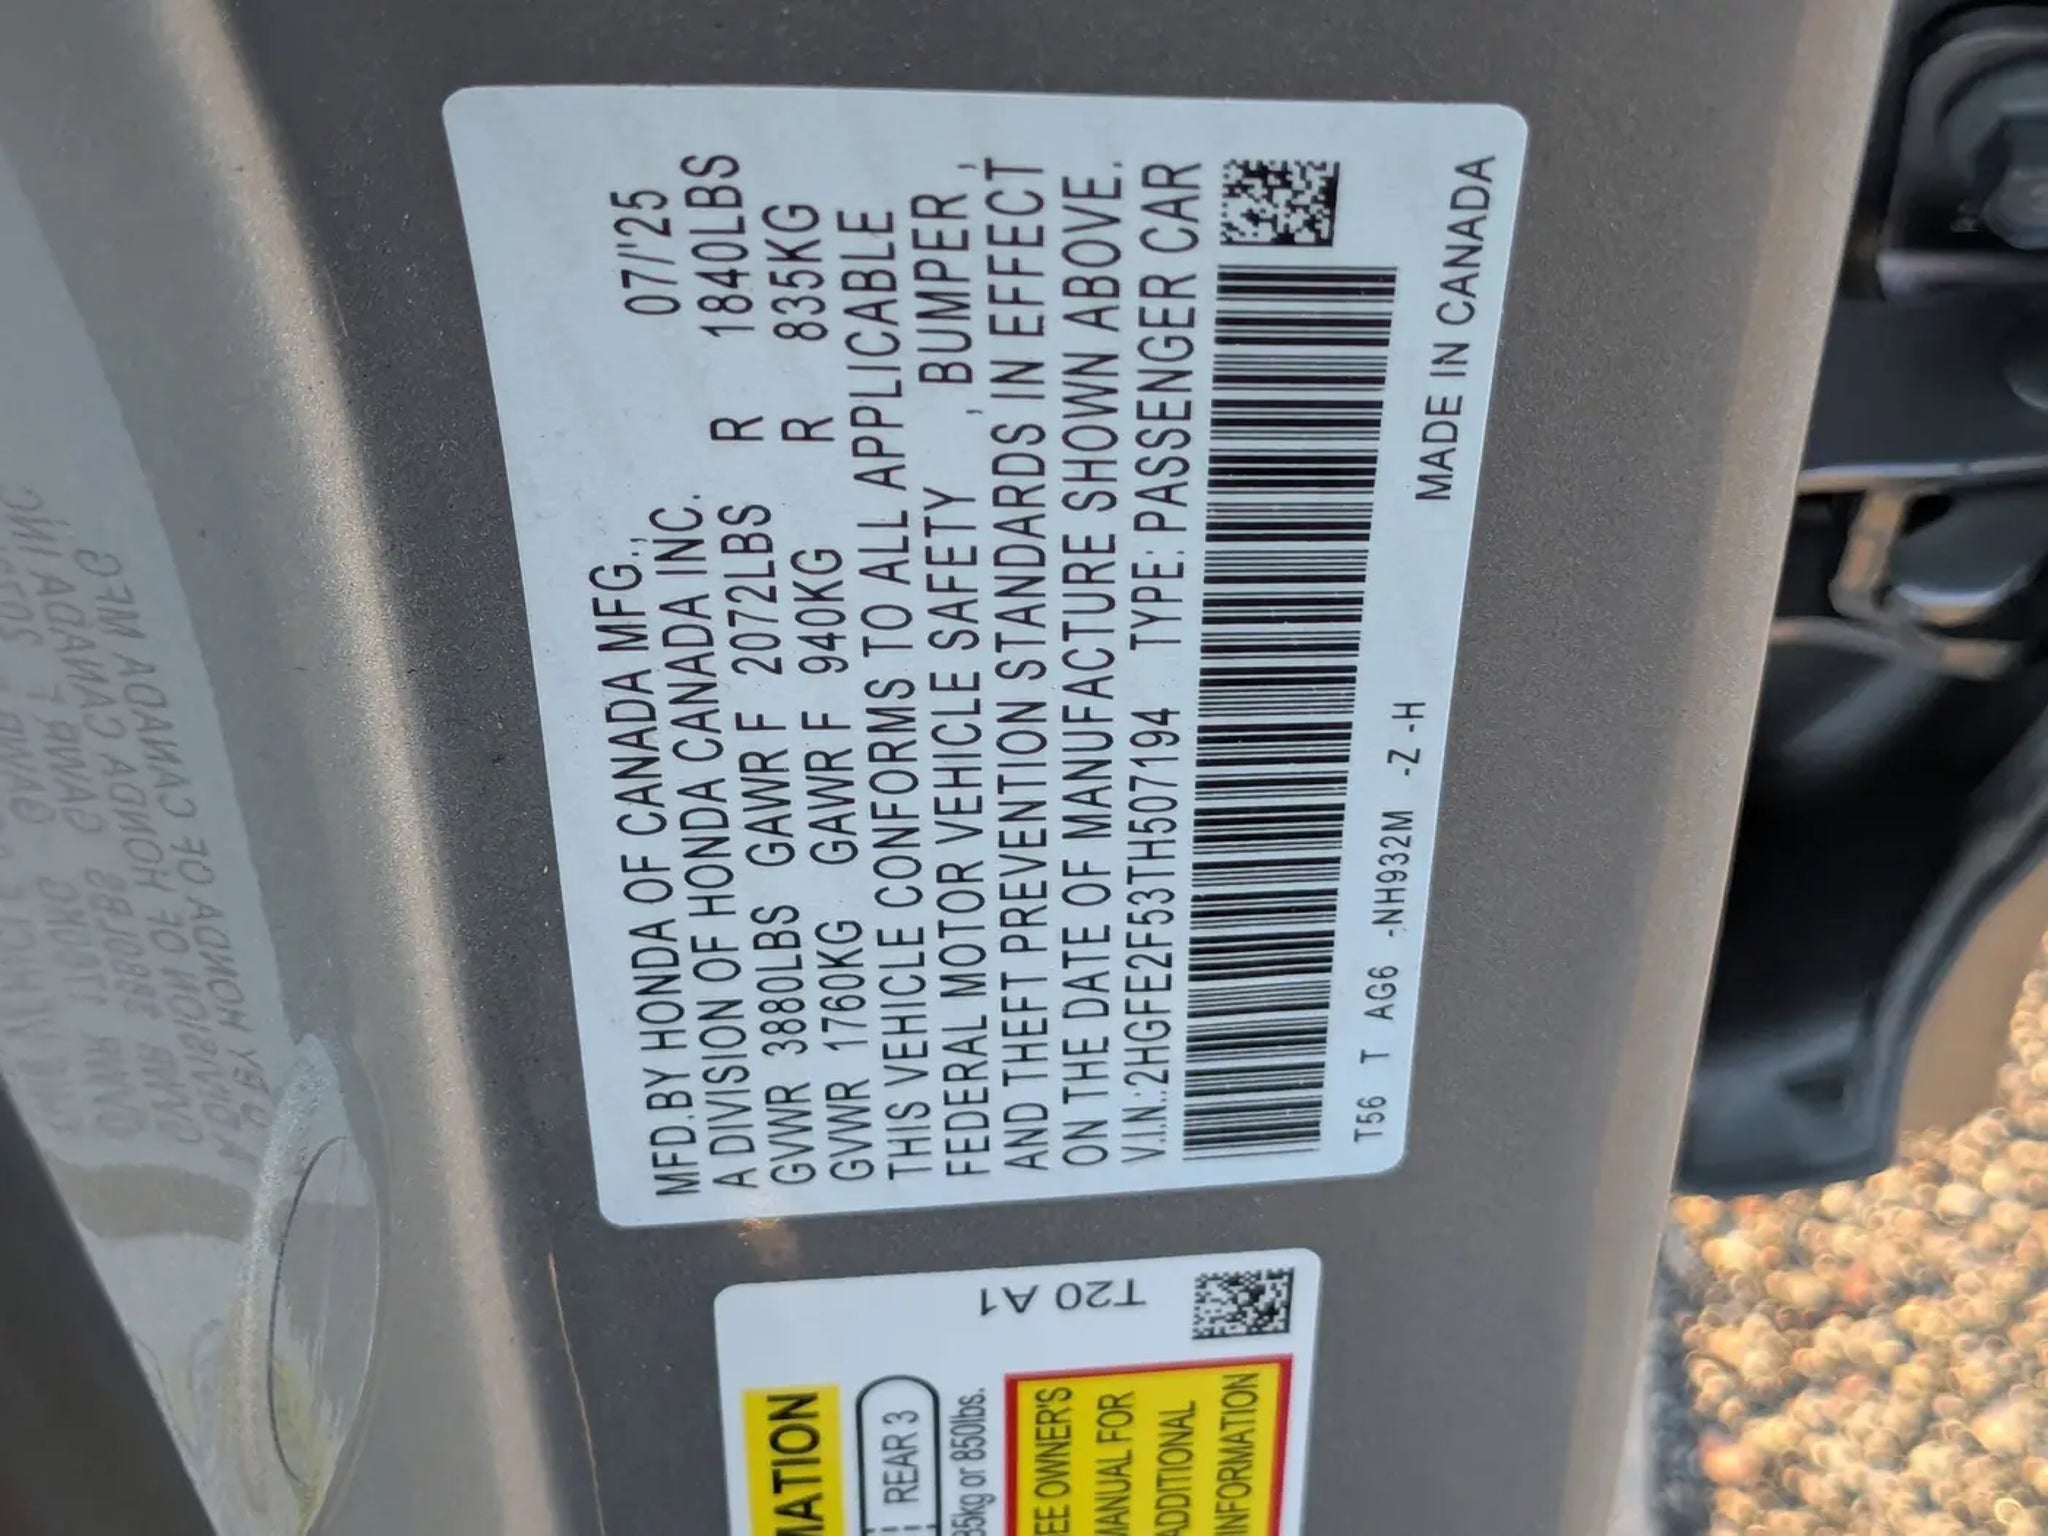 MFD.BY HONDA OF CANADA MFG., 07/'25
A DIVISION OF HONDA CANADA INC.
GVWR 3880LBS GAWR F 2072LBS R 1840LBS
GVWR 1760KG GAWR F 940KG R 835KG
THIS VEHICLE CONFORMS TO ALL APPLICABLE
FEDERAL MOTOR VEHICLE SAFETY , BUMPER ,
AND THEFT PREVENTION STANDARDS IN EFFECT
ON THE DATE OF MANUFACTURE SHOWN ABOVE.
V.I.N.:2HGFE2F53TH507194 TYPE: PASSENGER CAR
T56 T AG6 -NH932M -Z -H
MADE IN CANADA
T20 A1
REAR 3
or 850lbs.
OWNER'S
MANUAL FOR
ADDITIONAL
INFORMATION